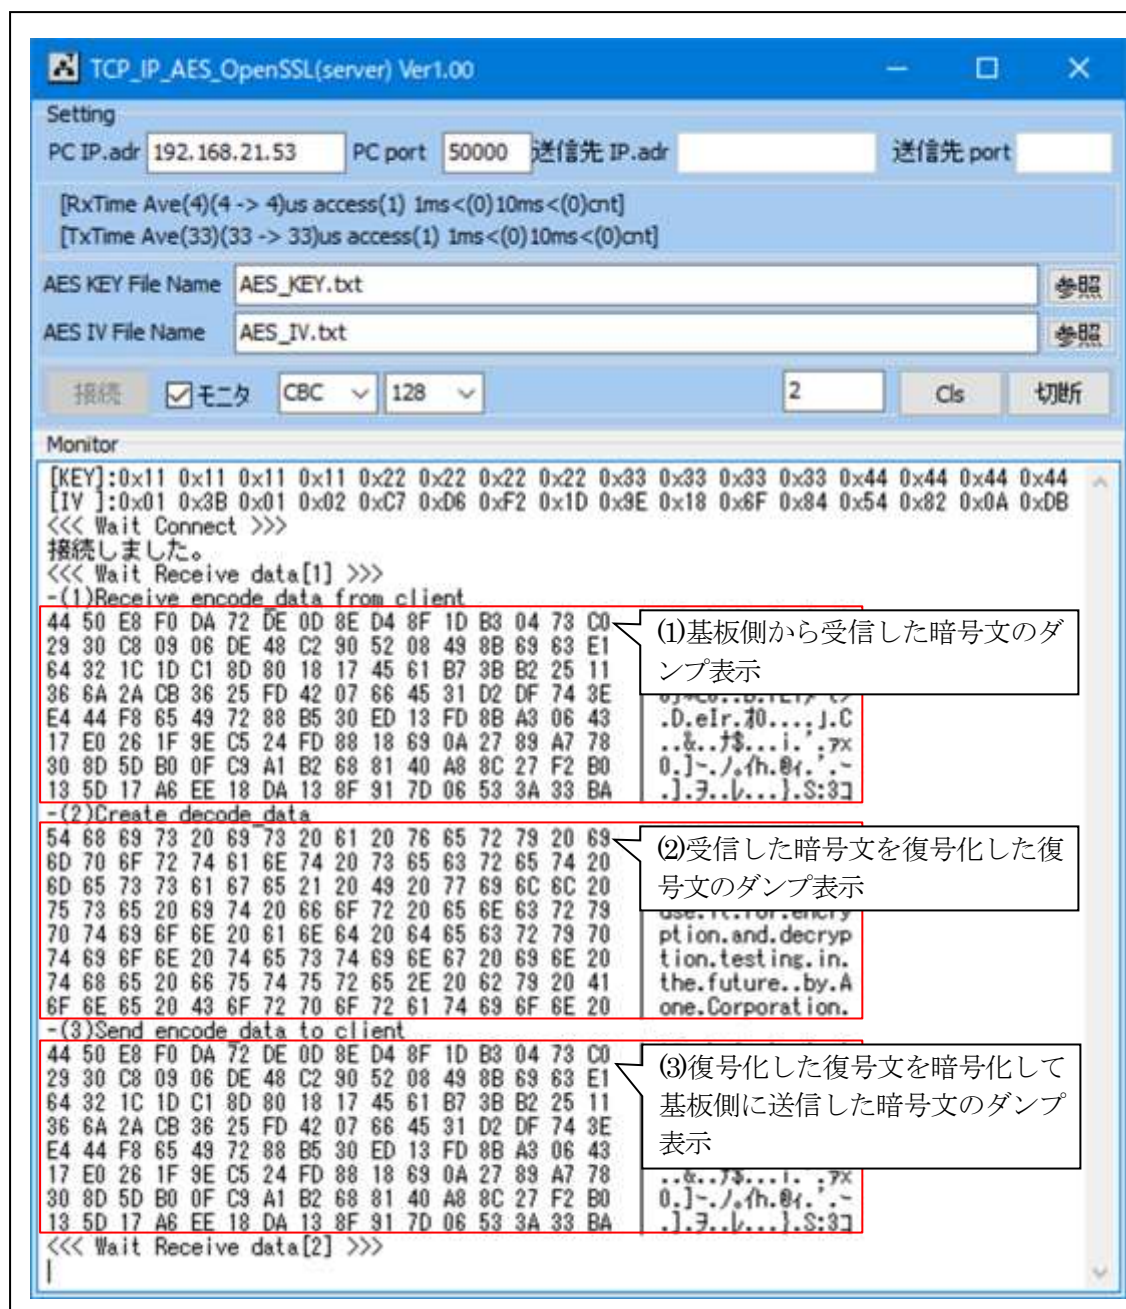 TCP_IP_AES_OpenSSL(server) Ver1.00
Setting
PC IP.adr 192.168.21.53 PC port 50000 送信先 IP.adr 送信先 port
[RxTime Ave(4)(4 -> 4)us access(1) 1ms<(0)10ms<(0)cnt]
[TxTime Ave(33)(33 -> 33)us access(1) 1ms<(0)10ms<(0)cnt]
AES KEY File Name AES_KEY.txt 参照
AES IV File Name AES_IV.txt 参照
接続 モニタ CBC 128 2 Cls 切断
Monitor
[KEY]:0x11 0x11 0x11 0x11 0x22 0x22 0x22 0x22 0x33 0x33 0x33 0x33 0x44 0x44 0x44 0x44
[IV ]:0x01 0x3B 0x01 0x02 0xC7 0xD6 0xF2 0x1D 0x9E 0x18 0x6F 0x84 0x54 0x82 0x0A 0xDB
<<< Wait Connect >>>
接続しました。
<<< Wait Receive data[1] >>>
-(1)Receive encode_data from client
44 50 E8 F0 DA 72 DE 0D 8E D4 8F 1D B3 04 73 C0
29 30 C8 09 06 DE 48 C2 90 52 08 49 8B 69 63 E1
64 32 1C 1D C1 8D 80 18 17 45 61 B7 3B B2 25 11
36 6A 2A CB 36 25 FD 42 07 66 45 31 D2 DF 74 3E
E4 44 F8 65 49 72 88 B5 30 ED 13 FD 8B A3 06 43
17 E0 26 1F 9E C5 24 FD 88 18 69 0A 27 89 A7 78
30 8D 5D B0 0F C9 A1 B2 68 81 40 A8 8C 27 F2 B0 
13 5D 17 A6 EE 18 DA 13 8F 91 7D 06 53 3A 33 BA
(1)基板側から受信した暗号文のダ
ンプ表示
-(2)Create decode_data
54 68 69 73 20 69 73 20 61 20 76 65 72 79 20 69
6D 70 6F 72 74 61 6E 74 20 73 65 63 72 65 74 20
6D 65 73 73 61 67 65 21 20 49 20 77 69 6C 6C 20
75 73 65 20 69 74 20 66 6F 72 20 65 6E 63 72 79 use.it.for.encry
70 74 69 6F 6E 20 61 6E 64 20 64 65 63 72 79 70 ption.and.decryp
74 69 6F 6E 20 74 65 73 74 69 6E 67 20 69 6E 20 tion.testing.in.
74 68 65 20 66 75 74 75 72 65 2E 20 62 79 20 41 the.future..by.A
6F 6E 65 20 43 6F 72 70 6F 72 61 74 69 6F 6E 20 one.Corporation.
(2)受信した暗号文を復号化した復
号文のダンプ表示
-(3)Send encode_data to client
44 50 E8 F0 DA 72 DE 0D 8E D4 8F 1D B3 04 73 C0
29 30 C8 09 06 DE 48 C2 90 52 08 49 8B 69 63 E1
64 32 1C 1D C1 8D 80 18 17 45 61 B7 3B B2 25 11
36 6A 2A CB 36 25 FD 42 07 66 45 31 D2 DF 74 3E
E4 44 F8 65 49 72 88 B5 30 ED 13 FD 8B A3 06 43
17 E0 26 1F 9E C5 24 FD 88 18 69 0A 27 89 A7 78
30 8D 5D B0 0F C9 A1 B2 68 81 40 A8 8C 27 F2 B0
13 5D 17 A6 EE 18 DA 13 8F 91 7D 06 53 3A 33 BA
(3)復号化した復号文を暗号化して
基板側に送信した暗号文のダンプ
表示
<<< Wait Receive data[2] >>>